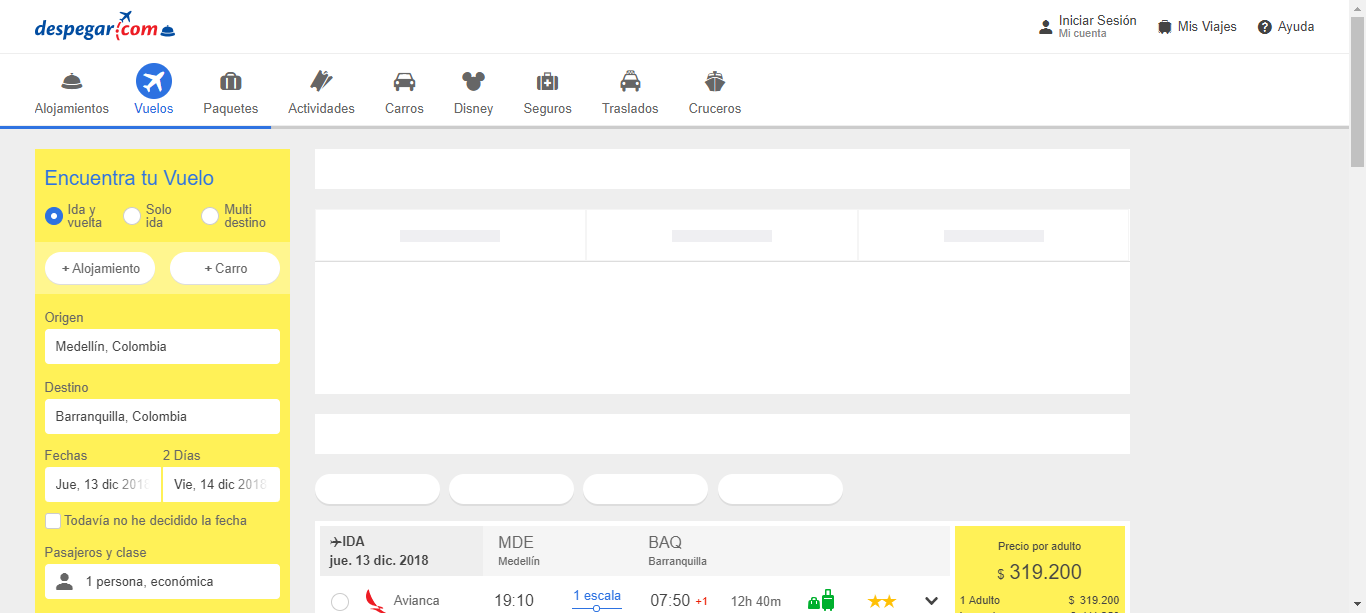 despegar.com
Iniciar Sesión
Mi cuenta
Mis Viajes
Ayuda
Alojamientos
Vuelos
Paquetes
Actividades
Carros
Disney
Seguros
Traslados
Cruceros
Encuentra tu Vuelo
Ida y
vuelta
Solo
ida
Multi
destino
+ Alojamiento
+ Carro
Origen
Medellín, Colombia
Destino
Barranquilla, Colombia
Fechas
2 Días
Jue, 13 dic 2018
Vie, 14 dic 2018
Todavía no he decidido la fecha
Pasajeros y clase
1 persona, económica
IDA
jue. 13 dic. 2018
MDE
Medellín
BAQ
Barranquilla
Avianca
19:10
1 escala
07:50 +1
12h 40m
Precio por adulto
$ 319.200
1 Adulto $ 319.200